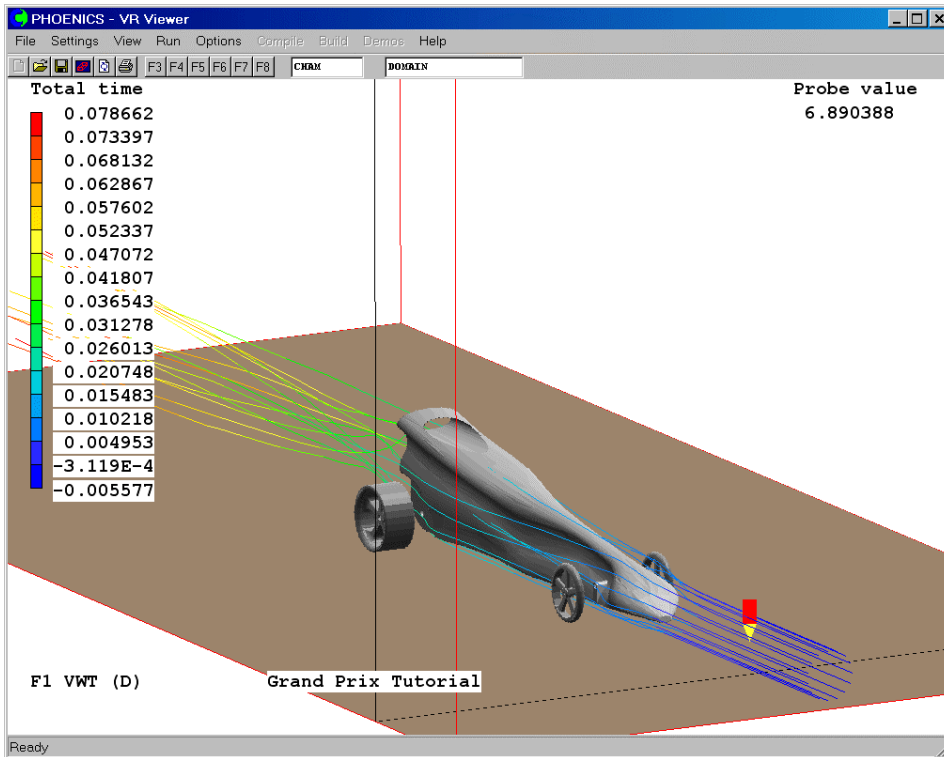 PHOENICS - VR Viewer
File Settings View Run Options Compile Build Demos Help
F3 F4 F5 F6 F7 F8 CHAM DOMAIN
Total time
Probe value
6.890388
0.078662
0.073397
0.068132
0.062867
0.057602
0.052337
0.047072
0.041807
0.036543
0.031278
0.026013
0.020748
0.015483
0.010218
0.004953
-3.119E-4
-0.005577
F1 VWT (D) Grand Prix Tutorial
Ready